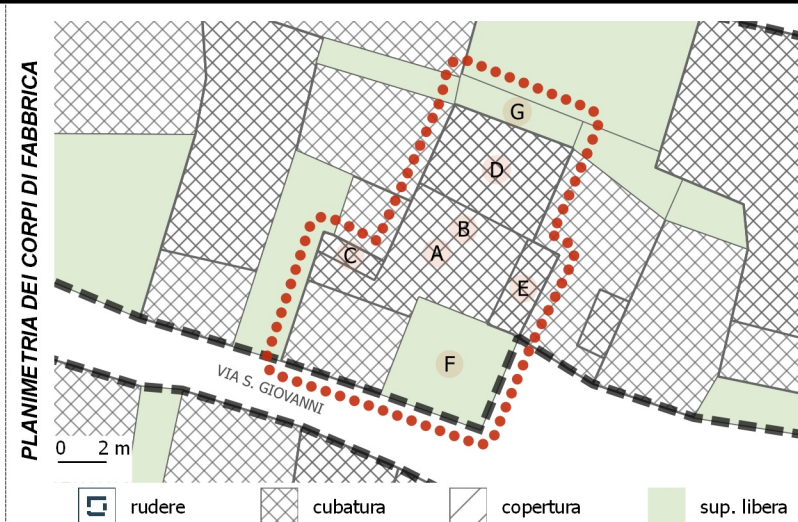 PLANIMETRIA DEI CORPI DI FABBRICA
G
D
B
A
C
E
F
VIA S. GIOVANNI
0 2 m
rudere cubatura copertura sup. libera